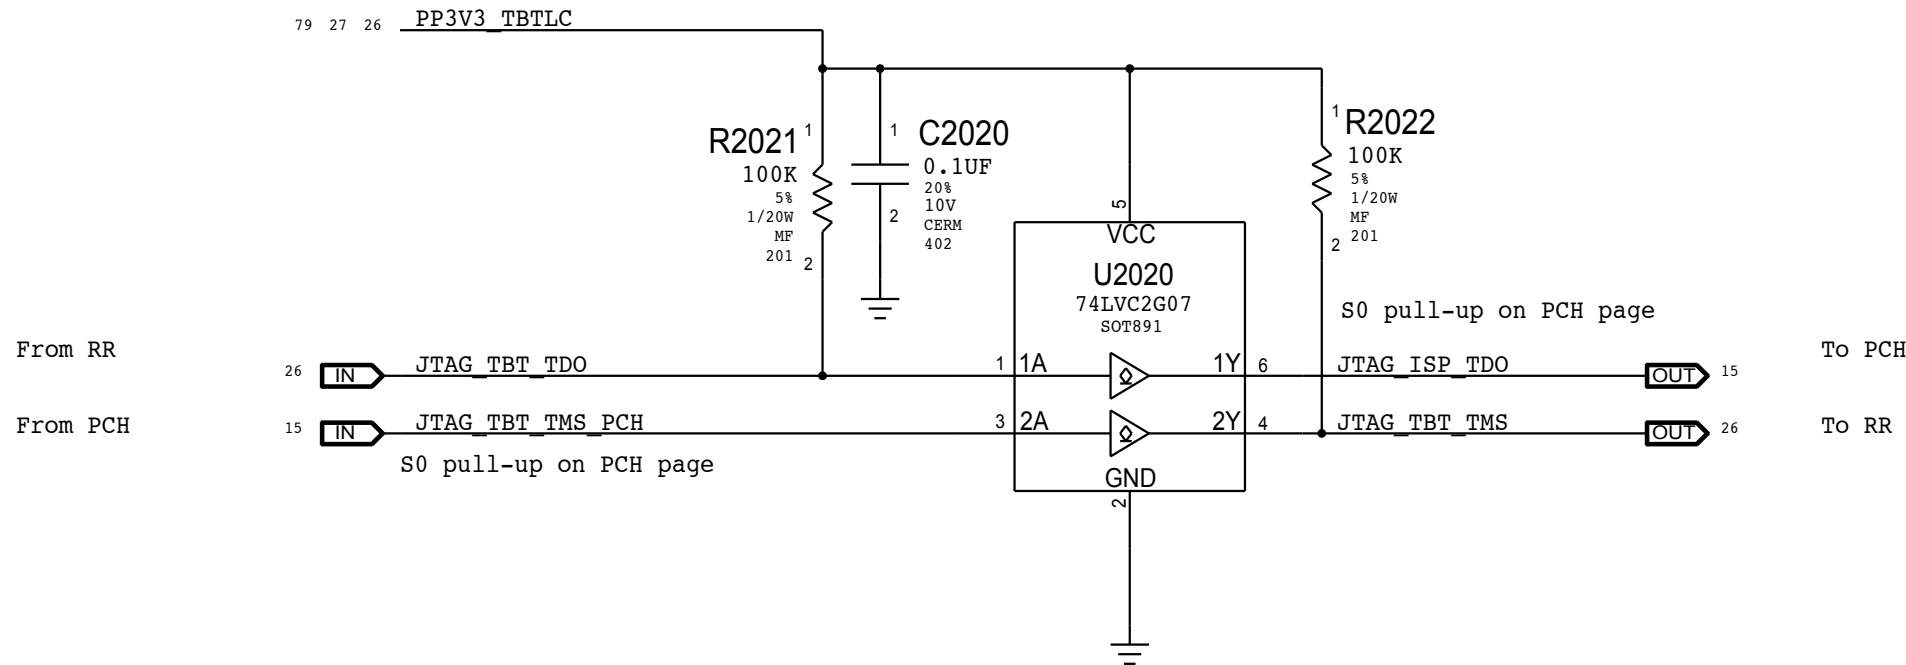 79 27 26 PP3V3_TBTLC
R2021
100K
5%
1/20W
MF
201
1
2
1
2
C2020
0.1UF
20%
10V
CERM
402
1
2
R2022
100K
5%
1/20W
MF
201
5
VCC
U2020
74LVC2G07
SOT891
S0 pull-up on PCH page
From RR
26 IN JTAG_TBT_TDO 1 1A 1Y 6 JTAG_ISP_TDO OUT 15
To PCH
From PCH
15 IN JTAG_TBT_TMS_PCH 3 2A 2Y 4 JTAG_TBT_TMS OUT 26
To RR
S0 pull-up on PCH page
GND
2